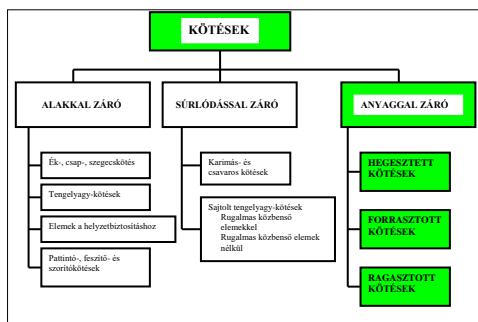 KÖTÉSEK
ALAKKAL ZÁRÓ
SÚRLÓDÁSSAL ZÁRÓ
ANYAGGAL ZÁRÓ
Ék-, csap-, szegecskötés
Tengelyagy-kötések
Elemek a helyzetbiztosításhoz
Pattintó-, feszítő- és
szorítókötések
Karimás- és
csavaros kötések
Sajtolt tengelyagy-kötések
Rugalmas közbenső
elemekkel
Rugalmas közbenső elemek
nélkül
HEGESZTETT
KÖTÉSEK
FORRASZTOTT
KÖTÉSEK
RAGASZTOTT
KÖTÉSEK